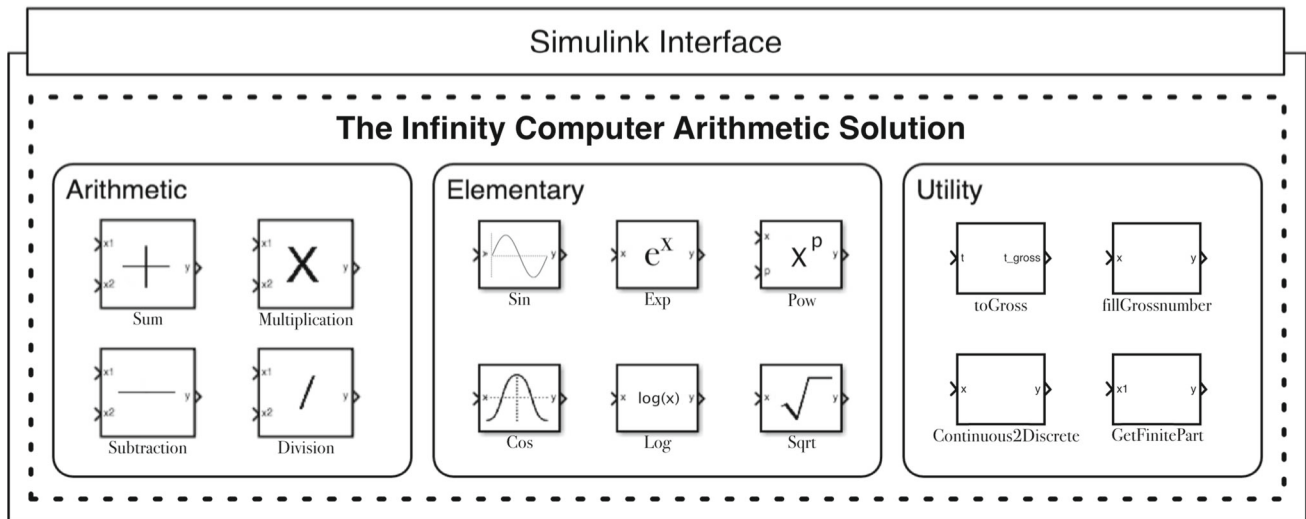 Simulink Interface
The Infinity Computer Arithmetic Solution
Arithmetic
x1
x2
+
y
Sum
x1
x2
X
y
Multiplication
x1
x2
—
y
Subtraction
x1
x2
/
y
Division
Elementary
y
Sin
x
e^x
y
Exp
x
p
x^p
y
Pow
x
y
Cos
x
log(x)
y
Log
x
√
y
Sqrt
Utility
t
t_gross
toGross
x
y
fillGrossnumber
x
y
Continuous2Discrete
x1
y
GetFinitePart